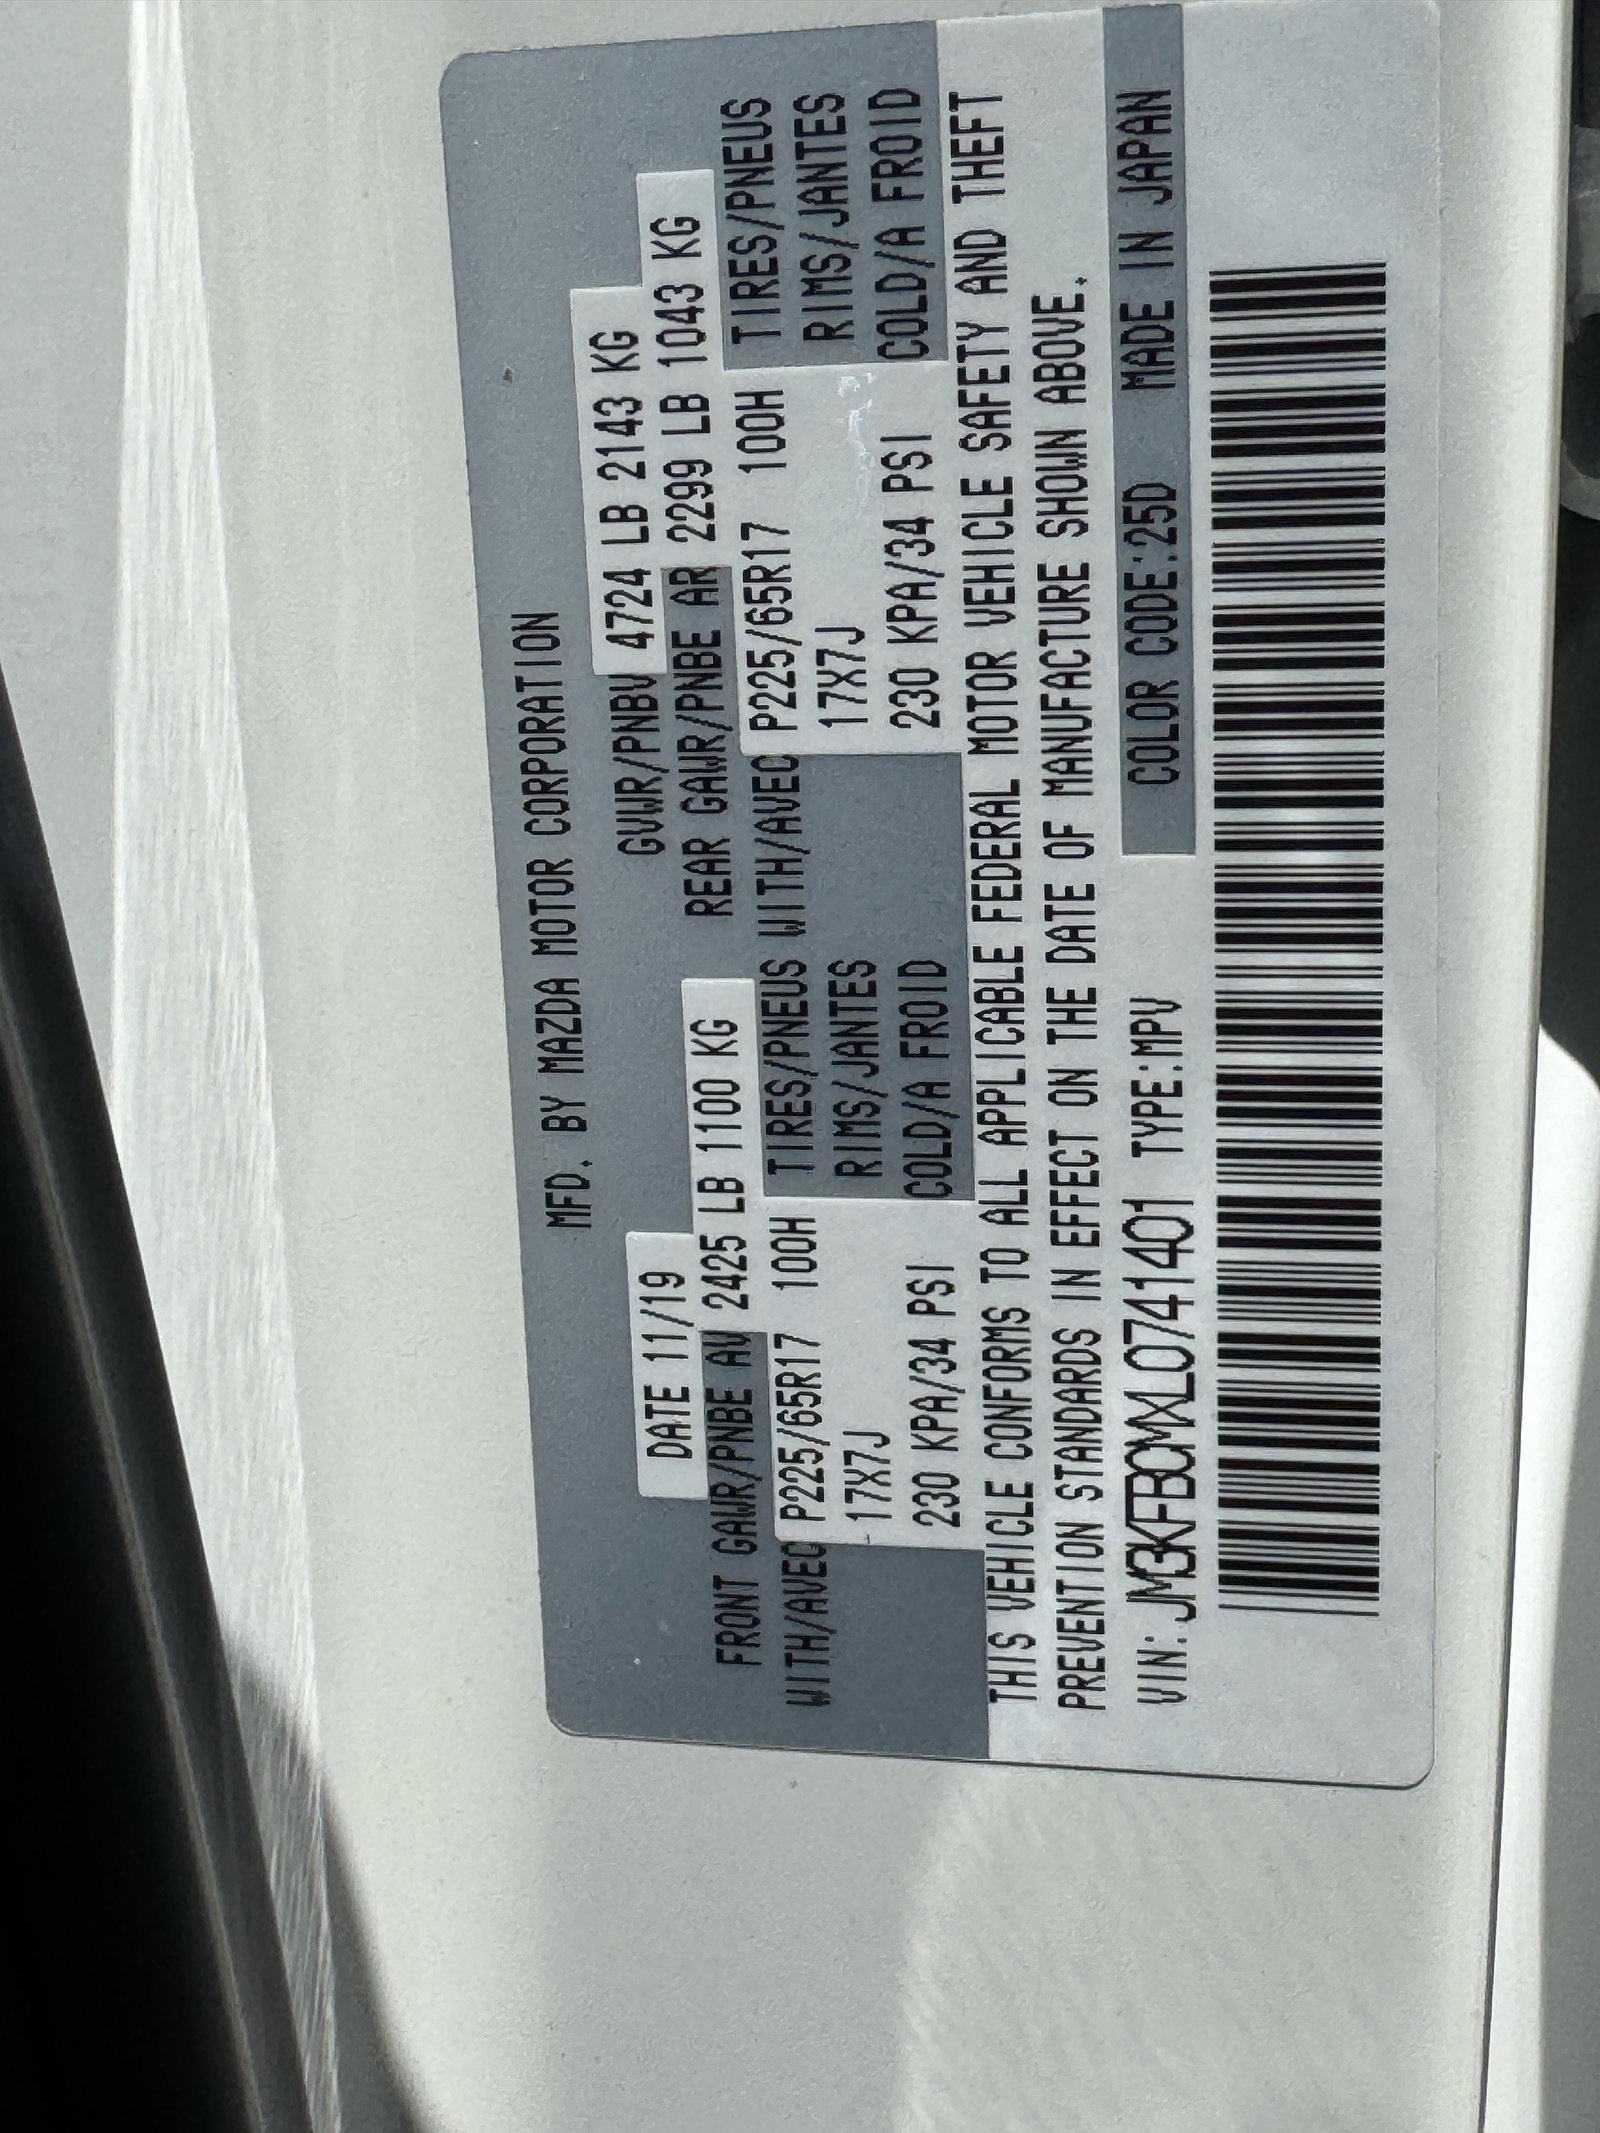 MFD. BY MAZDA MOTOR CORPORATION
DATE 11/19 GVWR/PNBV 4724 LB 2143 KG
FRONT GAWR/PNBE AV 2425 LB 1100 KG REAR GAWR/PNBE AR 2299 LB 1043 KG
WITH/AVEC P225/65R17 100H TIRES/PNEUS WITH/AVEC P225/65R17 100H TIRES/PNEUS
17X7J RIMS/JANTES 17X7J RIMS/JANTES
230 KPA/34 PSI COLD/A FROID 230 KPA/34 PSI COLD/A FROID
THIS VEHICLE CONFORMS TO ALL APPLICABLE FEDERAL MOTOR VEHICLE SAFETY AND THEFT
PREVENTION STANDARDS IN EFFECT ON THE DATE OF MANUFACTURE SHOWN ABOVE.
VIN: JM3KFBCMXL0741401 TYPE:MPV COLOR CODE:25D MADE IN JAPAN